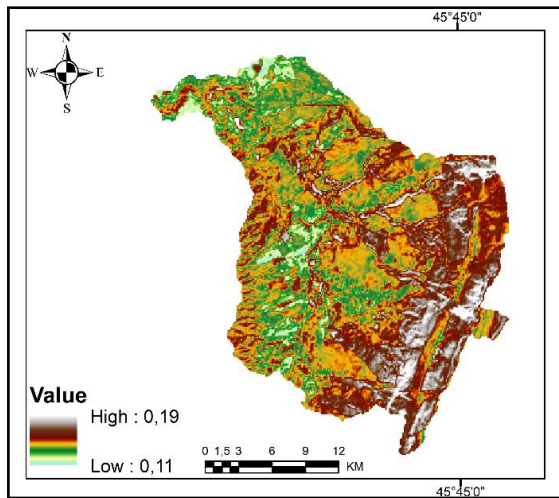 45°45'0"
N
W E
S
Value
High : 0,19
Low : 0,11
0 1,5 3 6 9 12
KM
45°45'0"